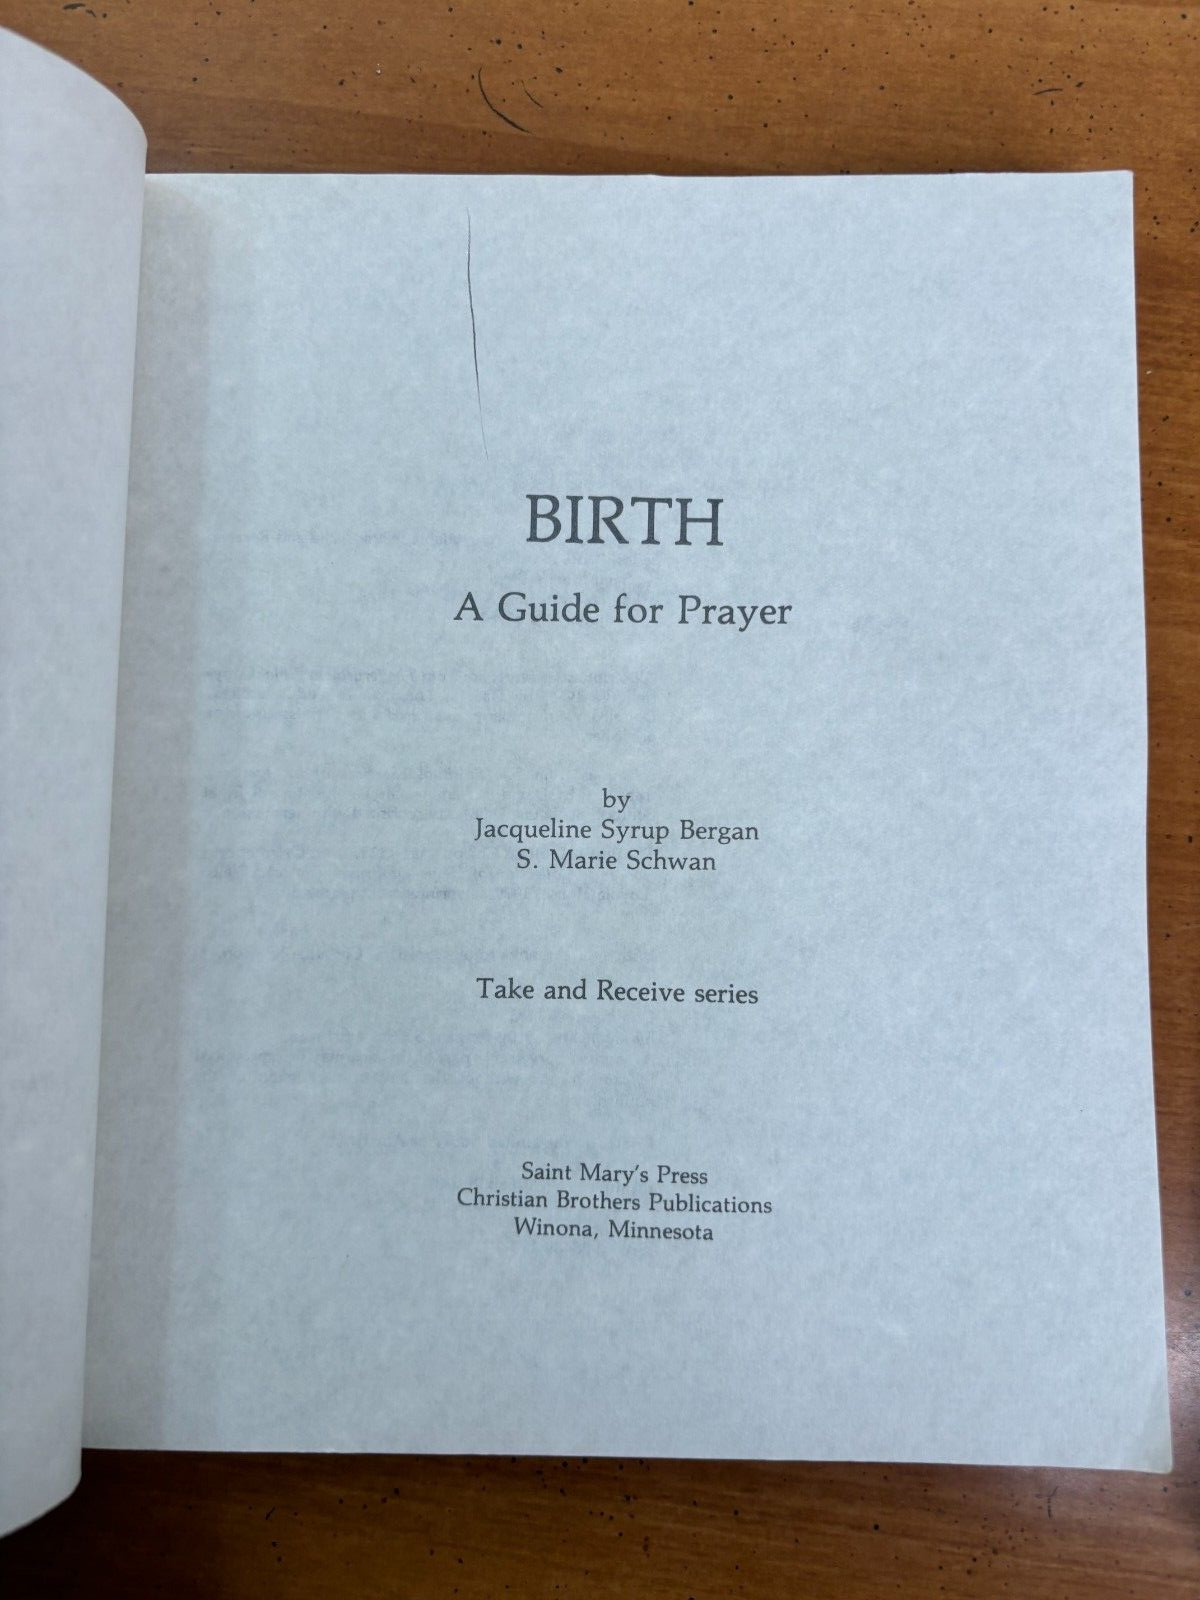 BIRTH
A Guide for Prayer
by
Jacqueline Syrup Bergan
S. Marie Schwan
Take and Receive series
Saint Mary's Press
Christian Brothers Publications
Winona, Minnesota